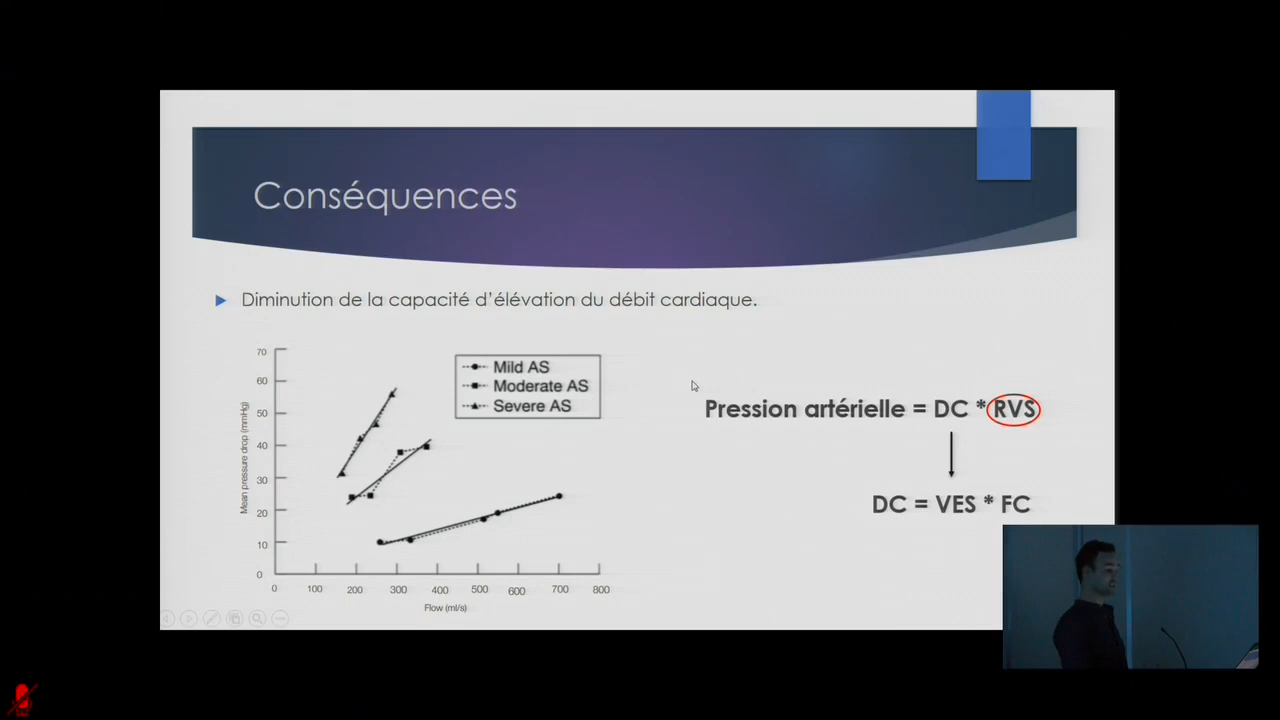 Conséquences
Diminution de la capacité d'élévation du débit cardiaque.
70
60
50
40
30
20
10
0
Mean pressure drop (mmHg)
Mild AS
Moderate AS
Severe AS
0 100 200 300 400 500 600 700 800
Flow (ml/s)
Pression artérielle = DC * RVS
DC = VES * FC